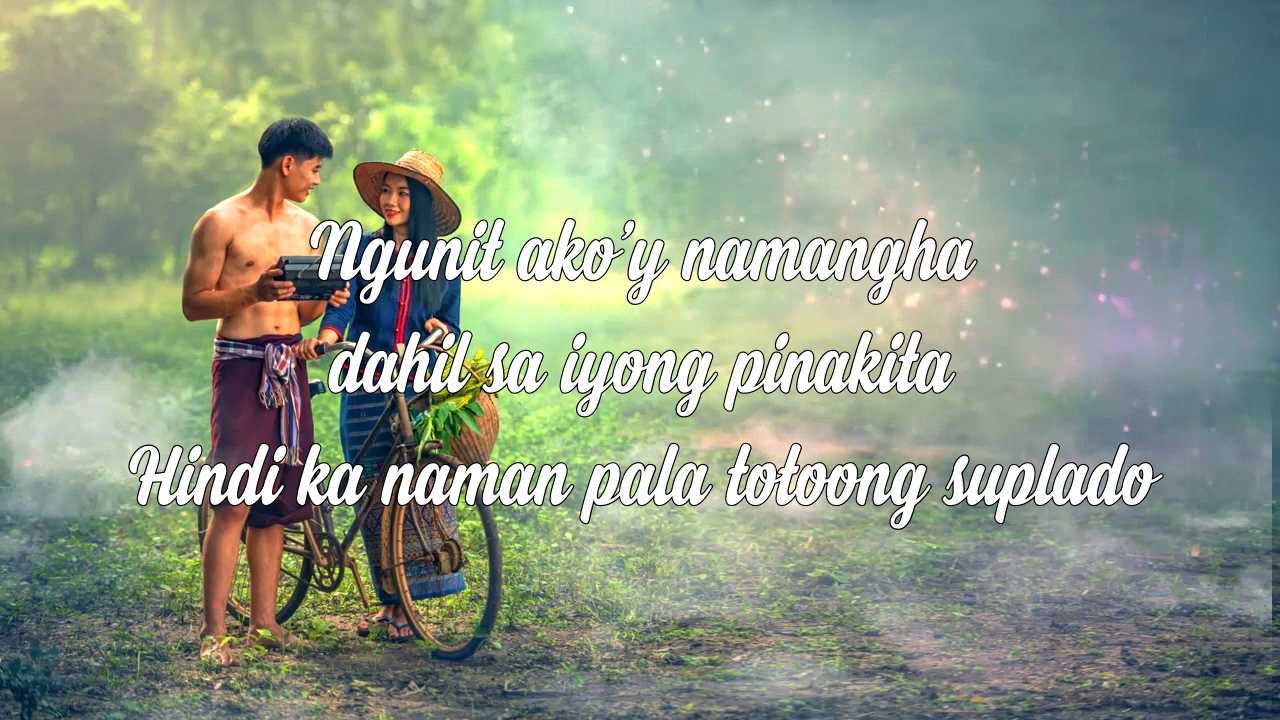 Ngunit ako’y namangha
dahil sa iyong pinakita
Hindi ka naman pala totoong suplado